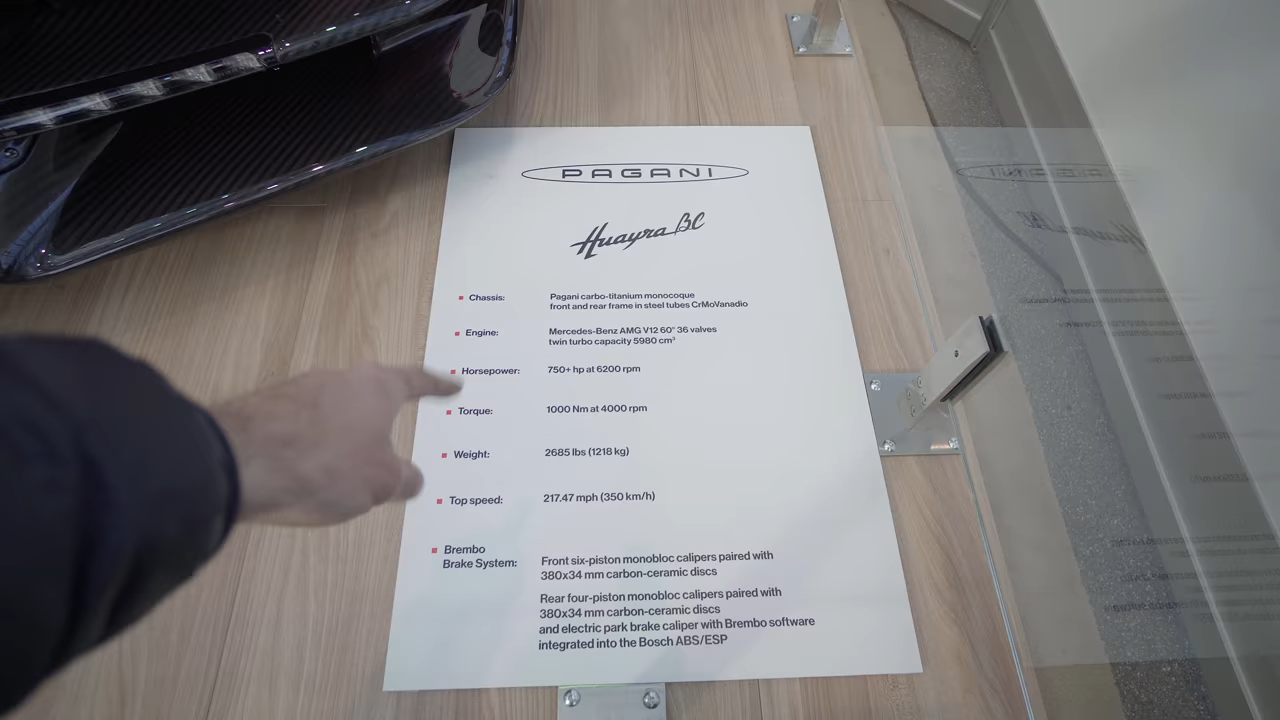 PAGANI
Huayra BC
Chassis: Pagani carbo-titanium monocoque
front and rear frame in steel tubes CrMoVanadio
Engine: Mercedes-Benz AMG V12 60° 36 valves
twin turbo capacity 5980 cm³
Horsepower: 750+ hp at 6200 rpm
Torque: 1000 Nm at 4000 rpm
Weight: 2685 lbs (1218 kg)
Top speed: 217.47 mph (350 km/h)
Brembo
Brake System: Front six-piston monobloc calipers paired with
380x34 mm carbon-ceramic discs
Rear four-piston monobloc calipers paired with
380x34 mm carbon-ceramic discs
and electric park brake caliper with Brembo software
integrated into the Bosch ABS/ESP